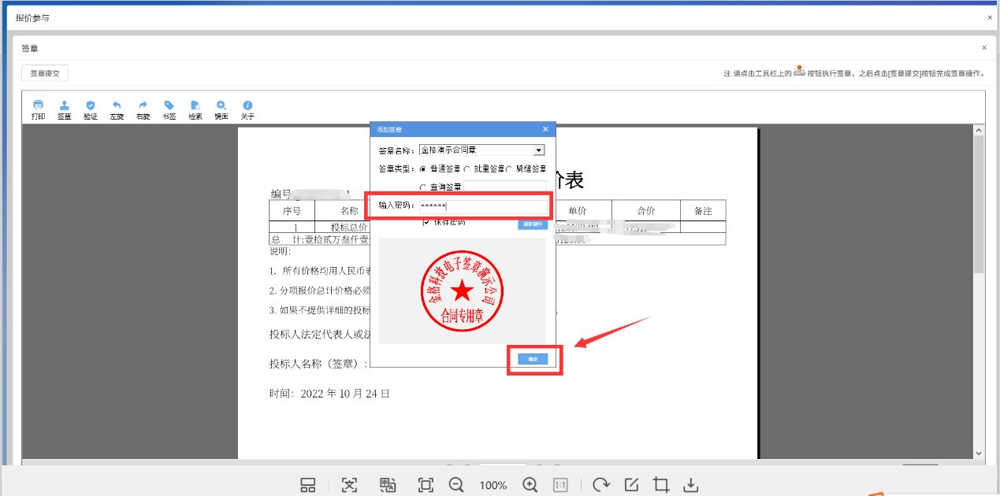 报价参与
签章
签章提交
注:请点击工具栏上的 按钮执行签章，之后点击[签章提交]按钮完成签章操作。
打印 签章 验证 左旋 右旋 书签 检索 镜面 关于
添加签章
签章名称： 金格演示合同章
签章类型： 普通签章 批量签章 骑缝签章
查询签章
输入密码： ******
保存密码 刷新硬件
金格科技电子签章演示公司
合同专用章
确定
价表
编号
序号 名称 单价 合价 备注
1 投标总价
总 计:壹拾贰万叁仟壹
说明:
1. 所有价格均用人民币表
2. 分项报价总计价格必须
3. 如果不提供详细的投标
投标人法定代表人或法
投标人名称（签章）:
时间: 2022 年 10 月 24 日
100%
1:1